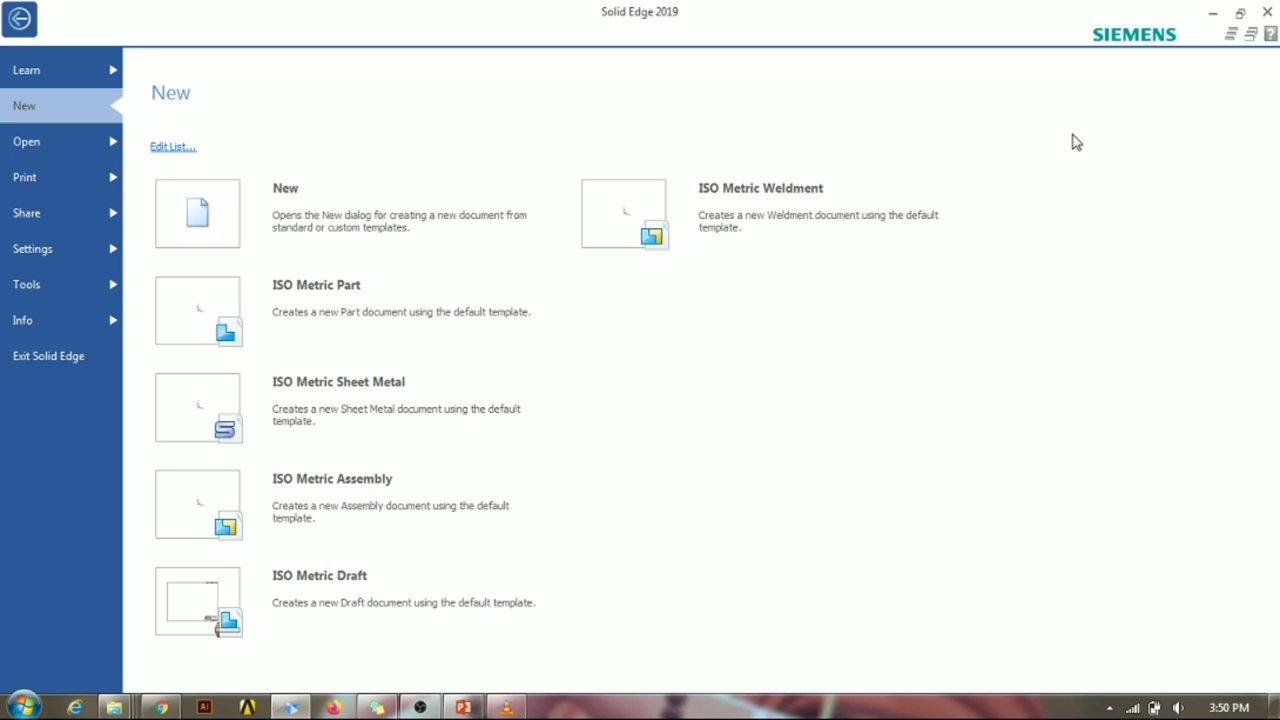 Solid Edge 2019
SIEMENS
Learn
New
Open
Print
Share
Settings
Tools
Info
Exit Solid Edge
New
Edit List...
New
Opens the New dialog for creating a new document from
standard or custom templates.
ISO Metric Part
Creates a new Part document using the default template.
ISO Metric Sheet Metal
Creates a new Sheet Metal document using the default
template.
ISO Metric Assembly
Creates a new Assembly document using the default
template.
ISO Metric Draft
Creates a new Draft document using the default template.
ISO Metric Weldment
Creates a new Weldment document using the default
template.
Ai
3:50 PM